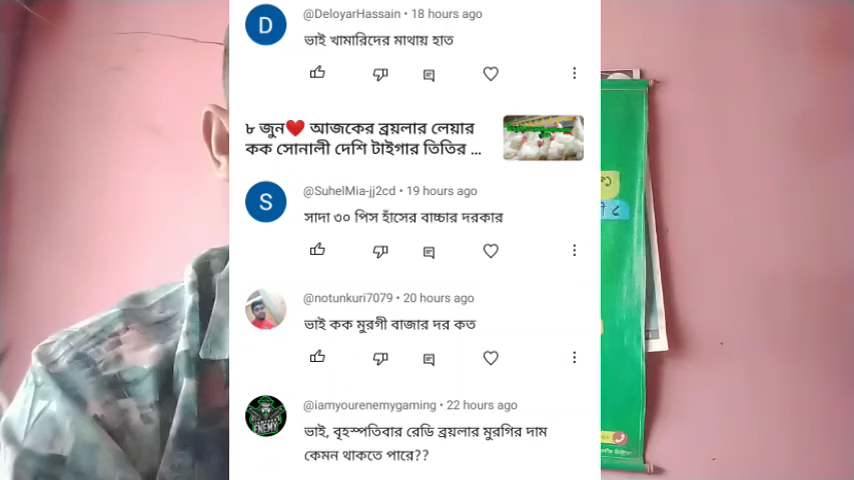 @DeloyarHassain • 18 hours ago
ভাই খামারিদের মাথায় হাত
৮ জুন❤️ আজকের ব্রয়লার লেয়ার
কক সোনালী দেশি টাইগার তিতির ...
@SuhelMia-jj2cd • 19 hours ago
সাদা ৩০ পিস হাঁসের বাচ্চার দরকার
@notunkuri7079 • 20 hours ago
ভাই কক মুরগী বাজার দর কত
@iamyourenemygaming • 22 hours ago
ভাই, বৃহস্পতিবার রেডি ব্রয়লার মুরগির দাম
কেমন থাকতে পারে??
D
S
ENEMY